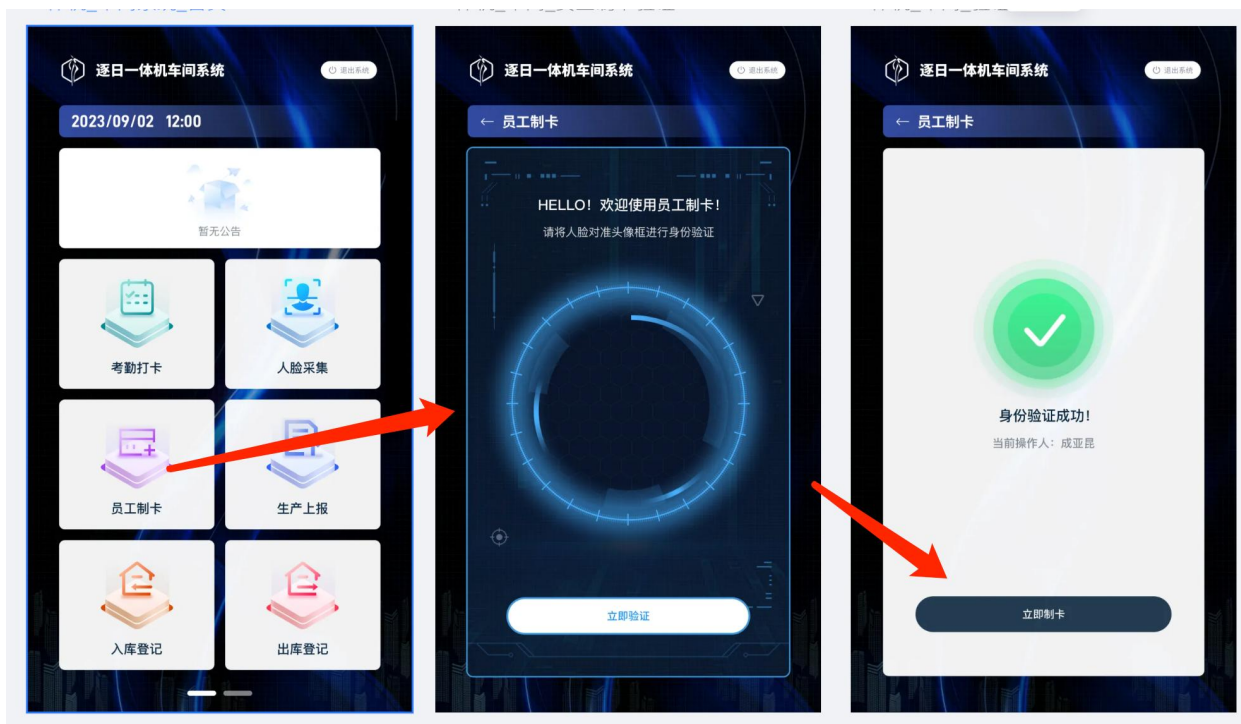 逐日一体机车间系统
退出系统
2023/09/02 12:00
暂无公告
考勤打卡
人脸采集
员工制卡
生产上报
入库登记
出库登记
逐日一体机车间系统
退出系统
← 员工制卡
HELLO! 欢迎使用员工制卡!
请将人脸对准头像框进行身份验证
立即验证
逐日一体机车间系统
退出系统
← 员工制卡
身份验证成功!
当前操作人: 成亚昆
立即制卡